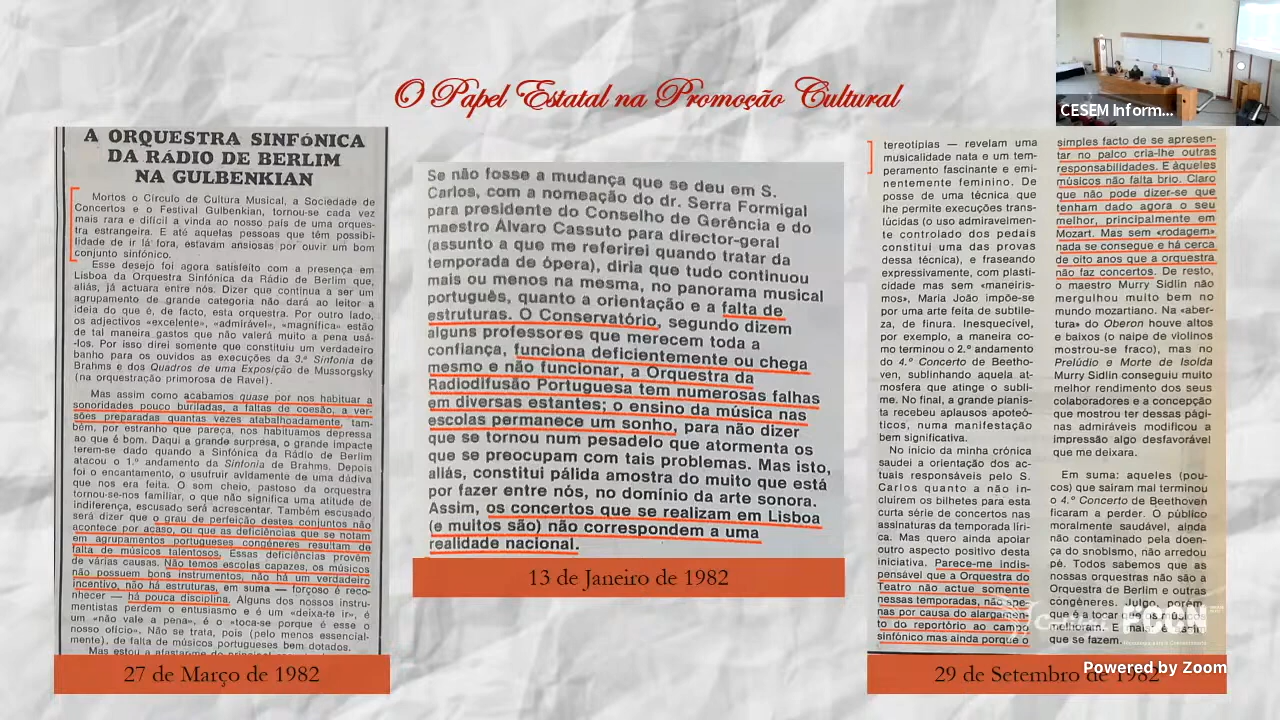 O Papel Estatal na Promoção Cultural
CESEM Inform...
A ORQUESTRA SINFÓNICA
DA RÁDIO DE BERLIM
NA GULBENKIAN
Mortos o Círculo de Cultura Musical, a Sociedade de
Concertos e o Festival Gulbenkian, tornou-se cada vez
mais rara e difícil a vinda ao nosso país de uma orques-
tra estrangeira. E até aquelas pessoas que têm possibi-
lidade de ir lá fora, estavam ansiosas por ouvir um bom
conjunto sinfónico.
Esse desejo foi agora satisfeito com a presença em
Lisboa da Orquestra Sinfónica da Rádio de Berlim que,
aliás, já actuara entre nós. Dizer que continua a ser um
agrupamento de grande categoria não dará ao leitor a
ideia do que é, de facto, esta orquestra. Por outro lado,
os adjectivos «excelente», «admirável», «magnífica» estão
de tal maneira gastos que não valerá muito a pena usá-
-los. Por isso direi somente que constituiu um verdadeiro
banho para os ouvidos as execuções da 3.ª Sinfonia de
Brahms e dos Quadros de uma Exposição de Mussorgsky
(na orquestração primorosa de Ravel).
Mas assim como acabamos quase por nos habituar a
sonoridades pouco buriladas, a faltas de coesão, a ver-
sões preparadas quantas vezes atabalhoadamente, tam-
bém, por estranho que pareça, nos habituámos depressa
ao que é bom. Daqui a grande surpresa, o grande impacte
terem-se dado quando a Sinfónica da Rádio de Berlim
atacou o 1.º andamento da Sinfonia de Brahms. Depois
foi o encantamento, o usufruir avidamente de uma dádiva
que nos era feita. O som cheio, pastoso da orquestra
tornou-se-nos familiar, o que não significa uma atitude de
indiferença, escusado será acrescentar. Também escusado
será dizer que o grau de perfeição destes conjuntos não
acontece por acaso, ou que as deficiências que se notam
em agrupamentos portugueses congéneres resultam de
falta de músicos talentosos. Essas deficiências provêm
de várias causas. Não temos escolas capazes, os músicos
não possuem bons instrumentos, não há um verdadeiro
incentivo, não há estruturas, em suma — forçoso é reco-
nhecer — há pouca disciplina. Alguns dos nossos instru-
mentistas perdem o entusiasmo e é um «deixa-te ir», é
um «não vale a pena», é o «toca-se porque é esse o
nosso ofício». Não se trata, pois (pelo menos essencial-
mente), de falta de músicos portugueses bem dotados.
Mas estou a afastar-me do principal
27 de Março de 1982
Se não fosse a mudança que se deu em S.
Carlos, com a nomeação do dr. Serra Formigal
para presidente do Conselho de Gerência e do
maestro Álvaro Cassuto para director-geral
(assunto a que me referirei quando tratar da
temporada de ópera), diria que tudo continuou
mais ou menos na mesma, no panorama musical
português, quanto a orientação e a falta de
estruturas. O Conservatório, segundo dizem
alguns professores que merecem toda a
confiança, funciona deficientemente ou chega
mesmo e não funcionar, a Orquestra da
Radiodifusão Portuguesa tem numerosas falhas
em diversas estantes; o ensino da música nas
escolas permanece um sonho, para não dizer
que se tornou num pesadelo que atormenta os
que se preocupam com tais problemas. Mas isto,
aliás, constitui pálida amostra do muito que está
por fazer entre nós, no domínio da arte sonora.
Assim, os concertos que se realizam em Lisboa
(e muitos são) não correspondem a uma
realidade nacional.
13 de Janeiro de 1982
tereotipias — revelam uma
musicalidade nata e um tem-
peramento fascinante e emi-
nentemente feminino. De
posse de uma técnica que
lhe permite execuções trans-
lúcidas (o uso admiravelmen-
te controlado dos pedais
constitui uma das provas
dessa técnica), e fraseando
expressivamente, com plasti-
cidade mas sem «maneiris-
mos», Maria João impõe-se
por uma arte feita de subtile-
za, de finura. Inesquecível,
por exemplo, a maneira co-
mo terminou o 2.º andamento
do 4.º Concerto de Beetho-
ven, sublinhando aquela at-
mosfera que atinge o subli-
me. No final, a grande pianis-
ta recebeu aplausos apoteó-
ticos, numa manifestação
bem significativa.
No início da minha crónica
saudei a orientação dos ac-
tuais responsáveis pelo S.
Carlos quanto a não in-
cluírem os bilhetes para esta
curta série de concertos nas
assinaturas da temporada líri-
ca. Mas quero ainda apoiar
outro aspecto positivo desta
iniciativa. Parece-me indis-
pensável que a Orquestra do
Teatro não actue somente
nessas temporadas, não ape-
nas por causa do alargamen-
to do reportório ao campo
sinfónico mas ainda porque o
simples facto de se apresen-
tar no palco cria-lhe outras
responsabilidades. E àqueles
músicos não falta brio. Claro
que não pode dizer-se que
tenham dado agora o seu
melhor, principalmente em
Mozart. Mas sem «rodagem»
nada se consegue e há cerca
de oito anos que a orquestra
não faz concertos. De resto,
o maestro Murry Sidlin não
mergulhou muito bem no
mundo mozartiano. Na «aber-
tura» do Oberon houve altos
e baixos (o naipe de violinos
mostrou-se fraco), mas no
Prelúdio e Morte de Isolda
Murry Sidlin conseguiu muito
melhor rendimento dos seus
colaboradores e a concepção
que mostrou ter dessas pági-
nas admiráveis modificou a
impressão algo desfavorável
que me deixara.
Em suma: aqueles (pou-
cos) que saíram mal terminou
o 4.º Concerto de Beethoven
ficaram a perder. O público
moralmente saudável, ainda
não contaminado pela doen-
ça do snobismo, não arredou
pé. Todos sabemos que as
nossas orquestras não são a
Orquestra de Berlim e outras
congéneres. Julgo, porém,
que é a tocar que os músicos
se fazem.
29 de Setembro de 1982
FCCN
Powered by Zoom